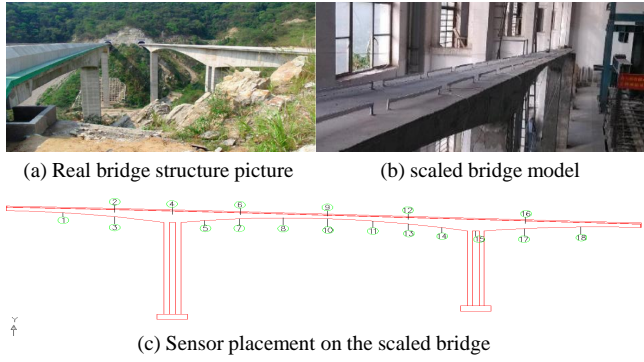 (a) Real bridge structure picture
(b) scaled bridge model
2 4 6 9 12 16
1 3 5 7 8 10 11 13 14 15 17 18
Y
(c) Sensor placement on the scaled bridge